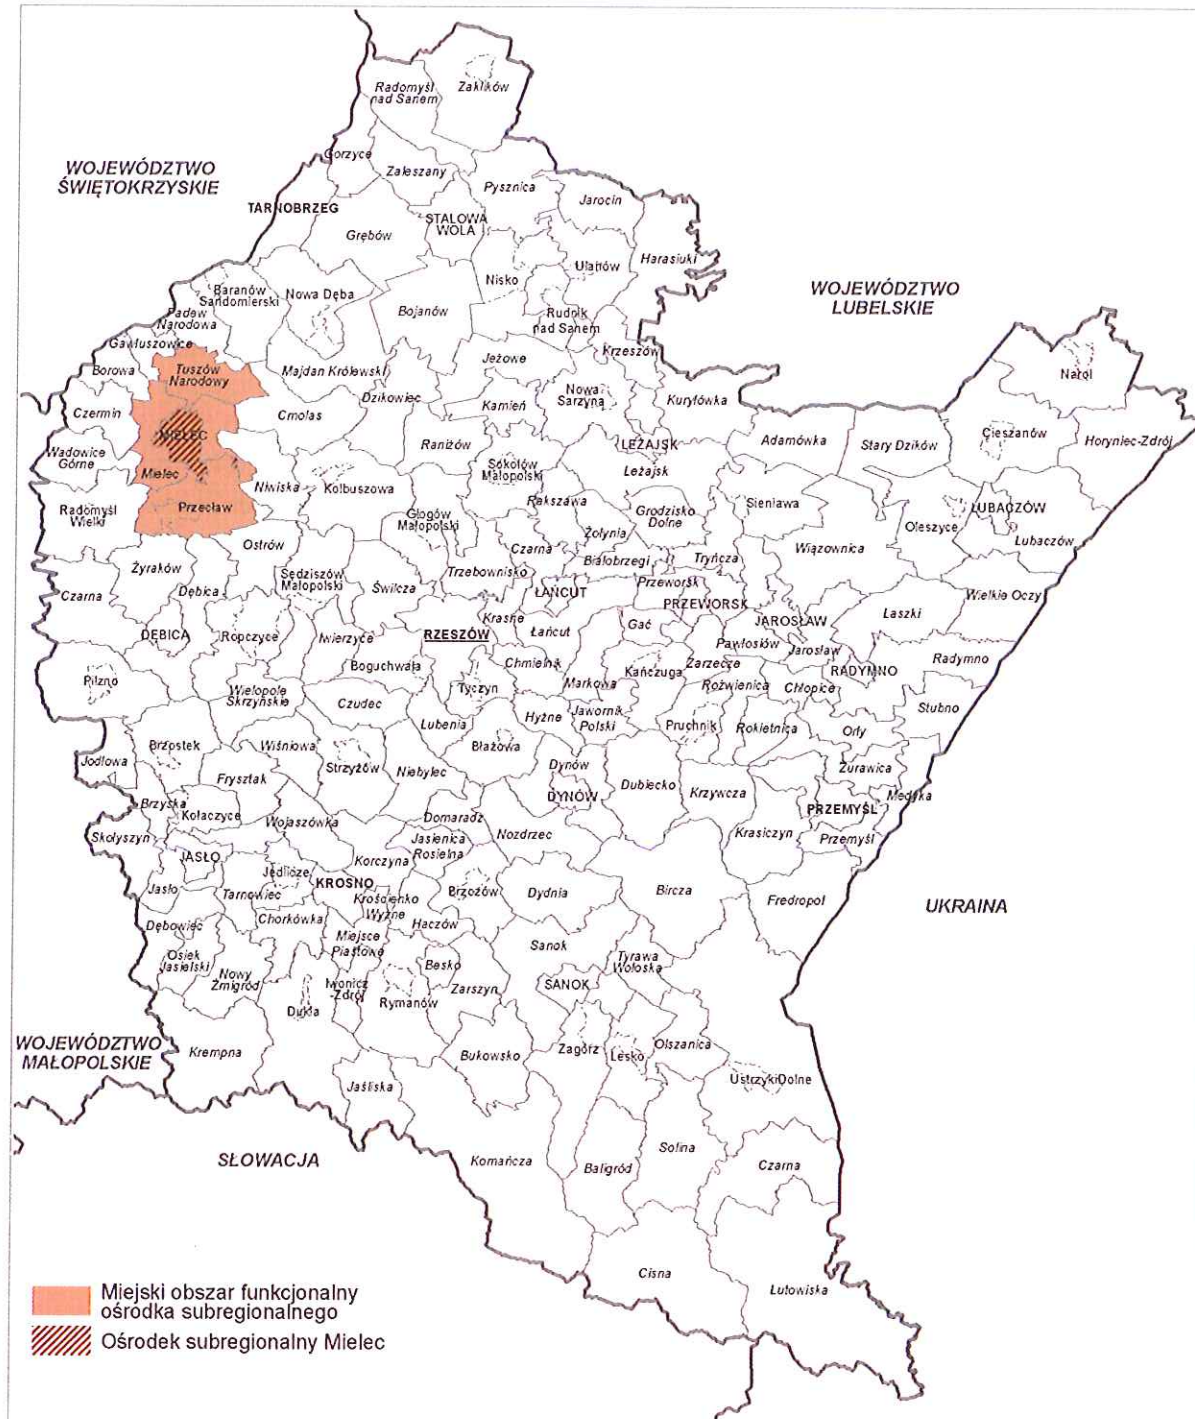 Radomyśl
nad Sanem
Zaklików
WOJEWÓDZTWO
ŚWIĘTOKRZYSKIE
Gorzyce
Zaleszany
Pysznica
Jarocin
TARNOBRZEG
STALOWA
WOLA
Grębów
Harasiuki
Ulanów
Nisko
Baranów
Sandomierski
Nowa Dęba
Bojanów
Rudnik
nad Sanem
WOJEWÓDZTWO
LUBELSKIE
Padew
Narodowa
Gawłuszowice
Krzeszów
Jeżowe
Borowa
Tuszów
Narodowy
Majdan Królewski
Dzikowiec
Nowa
Sarzyna
Kamień
Kuryłówka
Narol
Czermin
Cmolas
MIELEC
Raniżów
LEŻAJSK
Adamówka
Stary Dzików
Cieszanów
Horyniec-Zdrój
Wadowice
Górne
Mielec
Niwiska
Kolbuszowa
Sokołów
Małopolski
Leżajsk
Sieniawa
Radomyśl
Wielki
Przecław
Głogów
Małopolski
Rakszawa
Grodzisko
Dolne
Oleszyce
LUBACZÓW
Lubaczów
Ostrów
Czarna
Żołynia
Wiązownica
Żyraków
Sędziszów
Małopolski
Świlcza
Trzebownisko
Białobrzegi
Tryńcza
Czarna
Dębica
ŁAŃCUT
Przeworsk
PRZEWORSK
Wielkie Oczy
DĘBICA
Ropczyce
Iwierzyce
RZESZÓW
Krasne
Łańcut
Gać
JAROSŁAW
Laszki
Pawłosiów
Jarosław
Boguchwała
Chmielnik
Kańczuga
Zarzecze
RADYMNO
Radymno
Pilzno
Wielopole
Skrzyńskie
Czudec
Tyczyn
Markowa
Roźwienica
Chłopice
Stubno
Lubenia
Hyżne
Jawornik
Polski
Pruchnik
Rokietnica
Orły
Jodłowa
Brzostek
Wiśniowa
Strzyżów
Niebylec
Błażowa
Dynów
DYNÓW
Dubiecko
Krzywcza
Żurawica
Medyka
Frysztak
Brzyska
Kołaczyce
Wojaszówka
Domaradz
Nozdrzec
Krasiczyn
PRZEMYŚL
Przemyśl
Skołyszyn
JASŁO
Jasienica
Rosielna
Korczyna
Jedlicze
KROSNO
Jasło
Tarnowiec
Krościenko
Wyżne
Brzozów
Dydnia
Bircza
Fredropol
Dębowiec
Chorkówka
Haczów
UKRAINA
Miejsce
Piastowe
Osiek
Jasielski
Nowy
Żmigród
Sanok
Tyrawa
Wołoska
Besko
Zarszyn
Iwonicz
-Zdrój
Rymanów
SANOK
Dukla
WOJEWÓDZTWO
MAŁOPOLSKIE
Krempna
Bukowsko
Zagórz
Lesko
Olszanica
Jaśliska
Ustrzyki Dolne
SŁOWACJA
Komańcza
Baligród
Solina
Czarna
Cisna
Lutowiska
Miejski obszar funkcjonalny
ośrodka subregionalnego
Ośrodek subregionalny Mielec